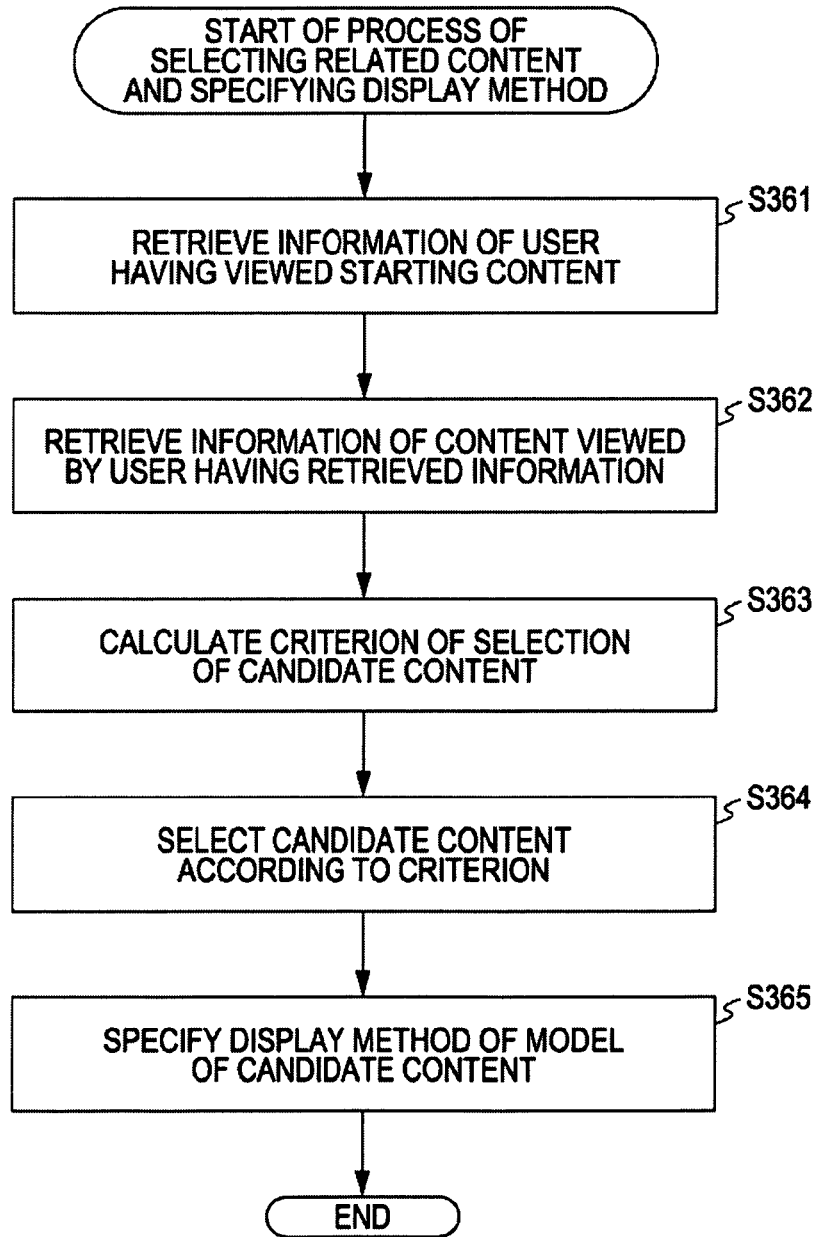 START OF PROCESS OF
SELECTING RELATED CONTENT
AND SPECIFYING DISPLAY METHOD
S361
RETRIEVE INFORMATION OF USER
HAVING VIEWED STARTING CONTENT
S362
RETRIEVE INFORMATION OF CONTENT VIEWED
BY USER HAVING RETRIEVED INFORMATION
S363
CALCULATE CRITERION OF SELECTION
OF CANDIDATE CONTENT
S364
SELECT CANDIDATE CONTENT
ACCORDING TO CRITERION
S365
SPECIFY DISPLAY METHOD OF MODEL
OF CANDIDATE CONTENT
END